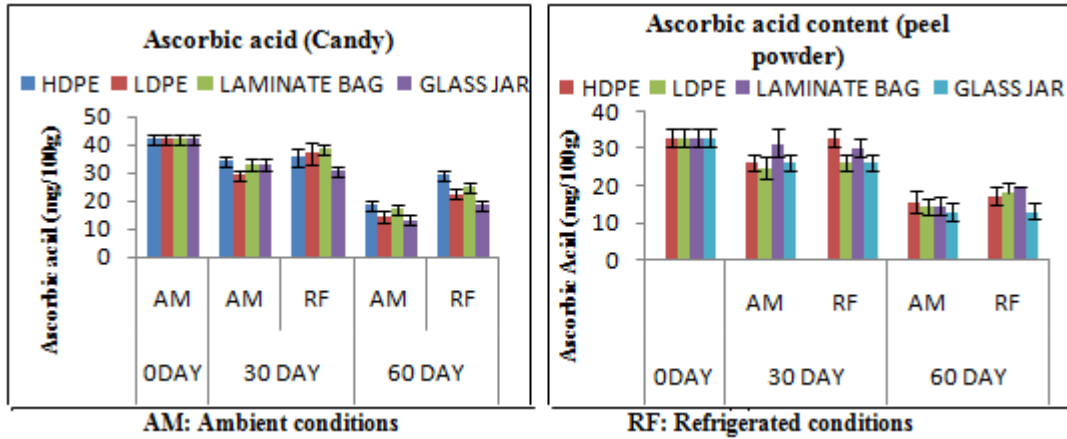 Ascorbic acid (Candy)
HDPE LDPE LAMINATE BAG GLASS JAR
Ascorbic acid (mg/100g)
50
40
30
20
10
0
AM AM RF AM RF
0DAY 30 DAY 60 DAY
AM: Ambient conditions
Ascorbic acid content (peel
powder)
HDPE LDPE LAMINATE BAG GLASS JAR
Ascorbic Acid (mg/100g)
40
30
20
10
0
AM RF AM RF
0DAY 30 DAY 60 DAY
RF: Refrigerated conditions